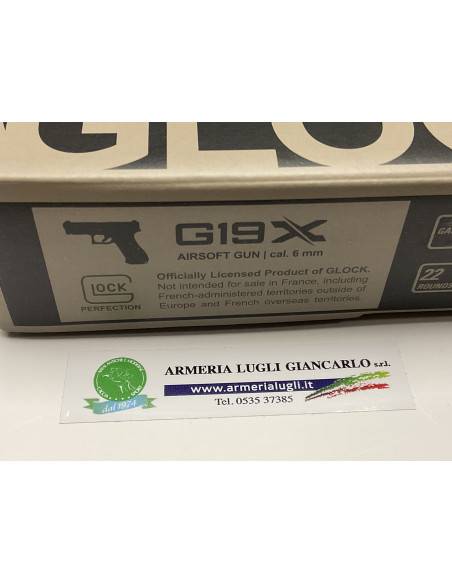 GLOC
G19X
AIRSOFT GUN | cal. 6 mm
GLOCK
PERFECTION
Officially Licensed Product of GLOCK.
Not intended for sale in France, including
French-administered territories outside of
Europe and French overseas territories.
GA
22
ROUNDS
ARMERIA LUGLI GIANCARLO s.r.l.
www.armerialugli.it
Tel. 0535 37385
dal 1974